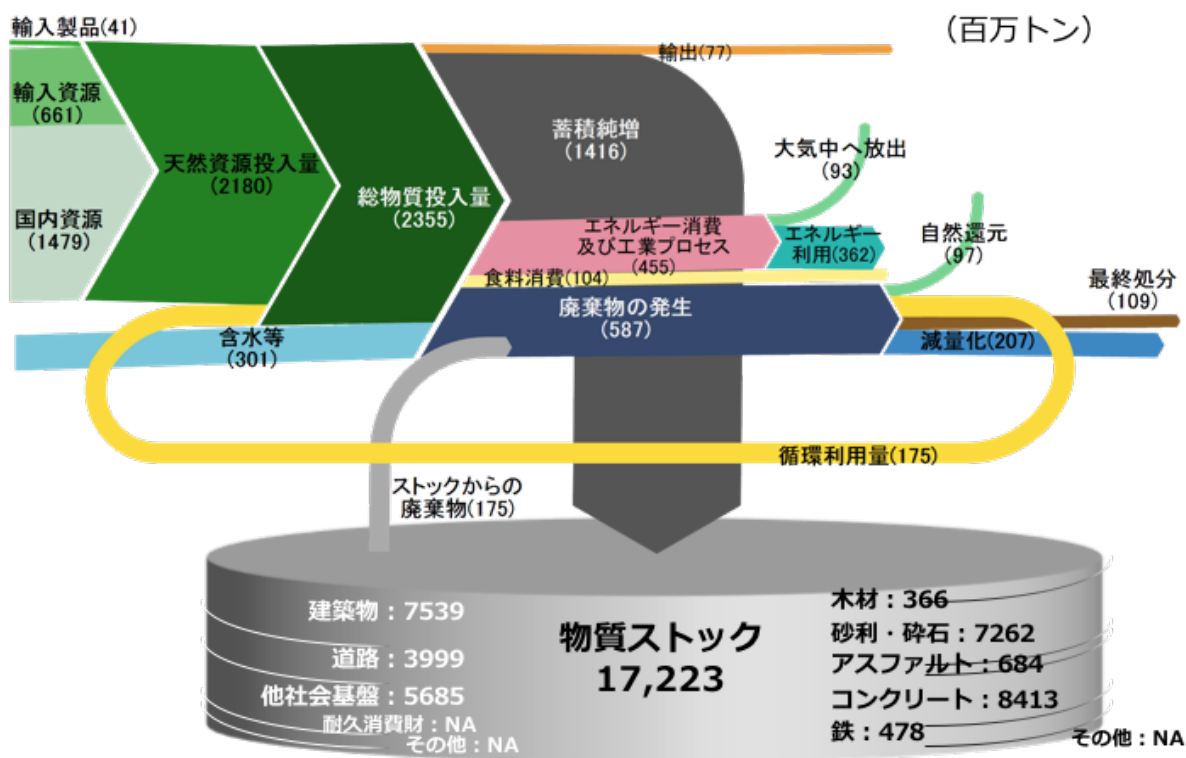 （百万トン）
輸入製品(41)
輸出(77)
輸入資源
(661)
蓄積純増
(1416)
大気中へ放出
(93)
天然資源投入量
(2180)
総物質投入量
(2355)
国内資源
(1479)
エネルギー消費
及び工業プロセス
(455)
エネルギー
利用(362)
自然還元
(97)
食料消費(104)
最終処分
(109)
廃棄物の発生
(587)
含水等
(301)
減量化(207)
循環利用量(175)
ストックからの
廃棄物(175)
建築物：7539
道路：3999
他社会基盤：5685
耐久消費財：NA
その他：NA
物質ストック
17,223
木材：366
砂利・砕石：7262
アスファルト：684
コンクリート：8413
鉄：478
その他：NA